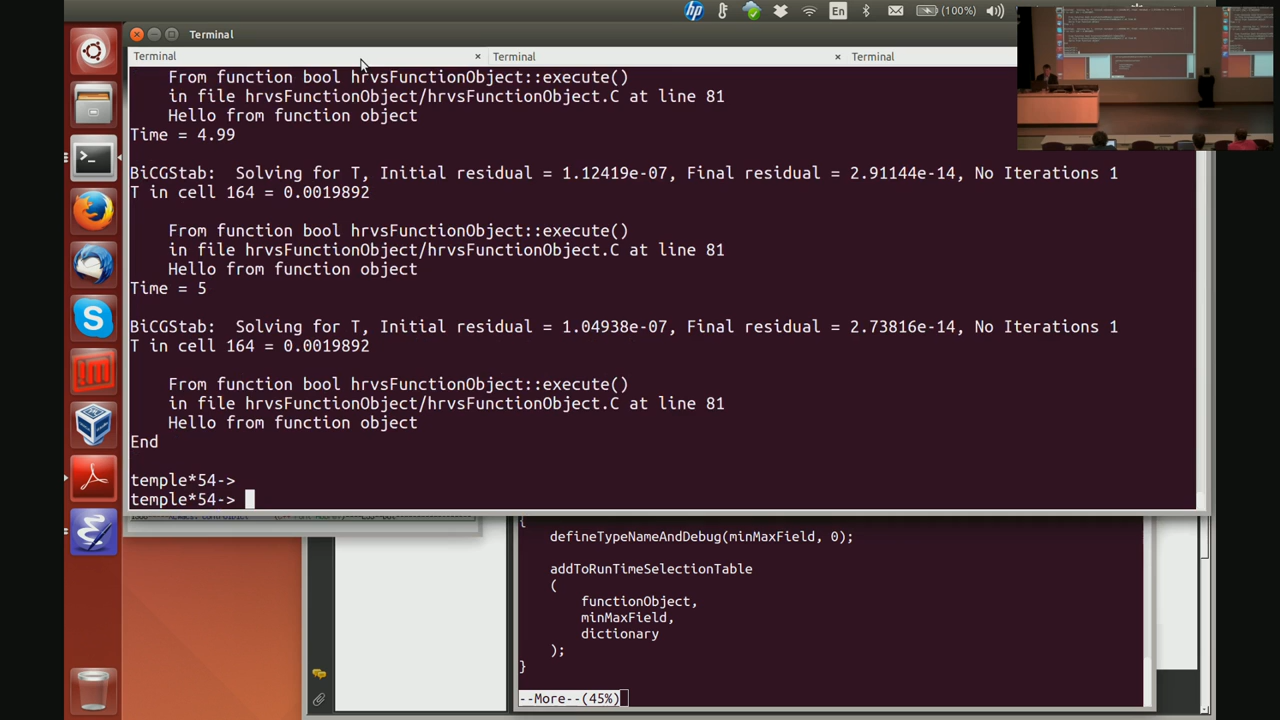 En
(100%)
Terminal
Terminal
Terminal
Terminal
From function bool hrvsFunctionObject::execute()
in file hrvsFunctionObject/hrvsFunctionObject.C at line 81
Hello from function object
Time = 4.99
BiCGStab:  Solving for T, Initial residual = 1.12419e-07, Final residual = 2.91144e-14, No Iterations 1
T in cell 164 = 0.0019892
From function bool hrvsFunctionObject::execute()
in file hrvsFunctionObject/hrvsFunctionObject.C at line 81
Hello from function object
Time = 5
BiCGStab:  Solving for T, Initial residual = 1.04938e-07, Final residual = 2.73816e-14, No Iterations 1
T in cell 164 = 0.0019892
From function bool hrvsFunctionObject::execute()
in file hrvsFunctionObject/hrvsFunctionObject.C at line 81
Hello from function object
End
temple*54->
temple*54->
{
defineTypeNameAndDebug(minMaxField, 0);
addToRunTimeSelectionTable
(
functionObject,
minMaxField,
dictionary
);
}
--More--(45%)